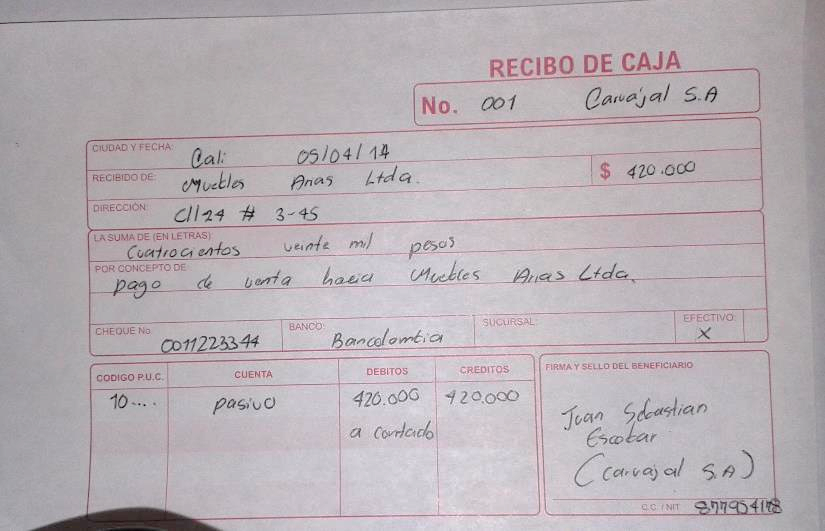 RECIBO DE CAJA
No. 001 Carvajal S.A
CIUDAD Y FECHA: Cali 05/04/14
RECIBIDO DE: Muebles Arias Ltda. $ 420.000
DIRECCIÓN: Cll 24 # 3-45
LA SUMA DE (EN LETRAS): Cuatrocientos veinte mil pesos
POR CONCEPTO DE
pago de venta hacia Muebles Arias Ltda.
CHEQUE No. 0011223344 BANCO: Bancolombia SUCURSAL: EFECTIVO: X
CODIGO P.U.C. CUENTA DEBITOS CREDITOS FIRMA Y SELLO DEL BENEFICIARIO
10..... pasivo 420.000 420.000
a contado
Juan Sebastian
Escobar
(carvajal S.A)
C.C. / NIT